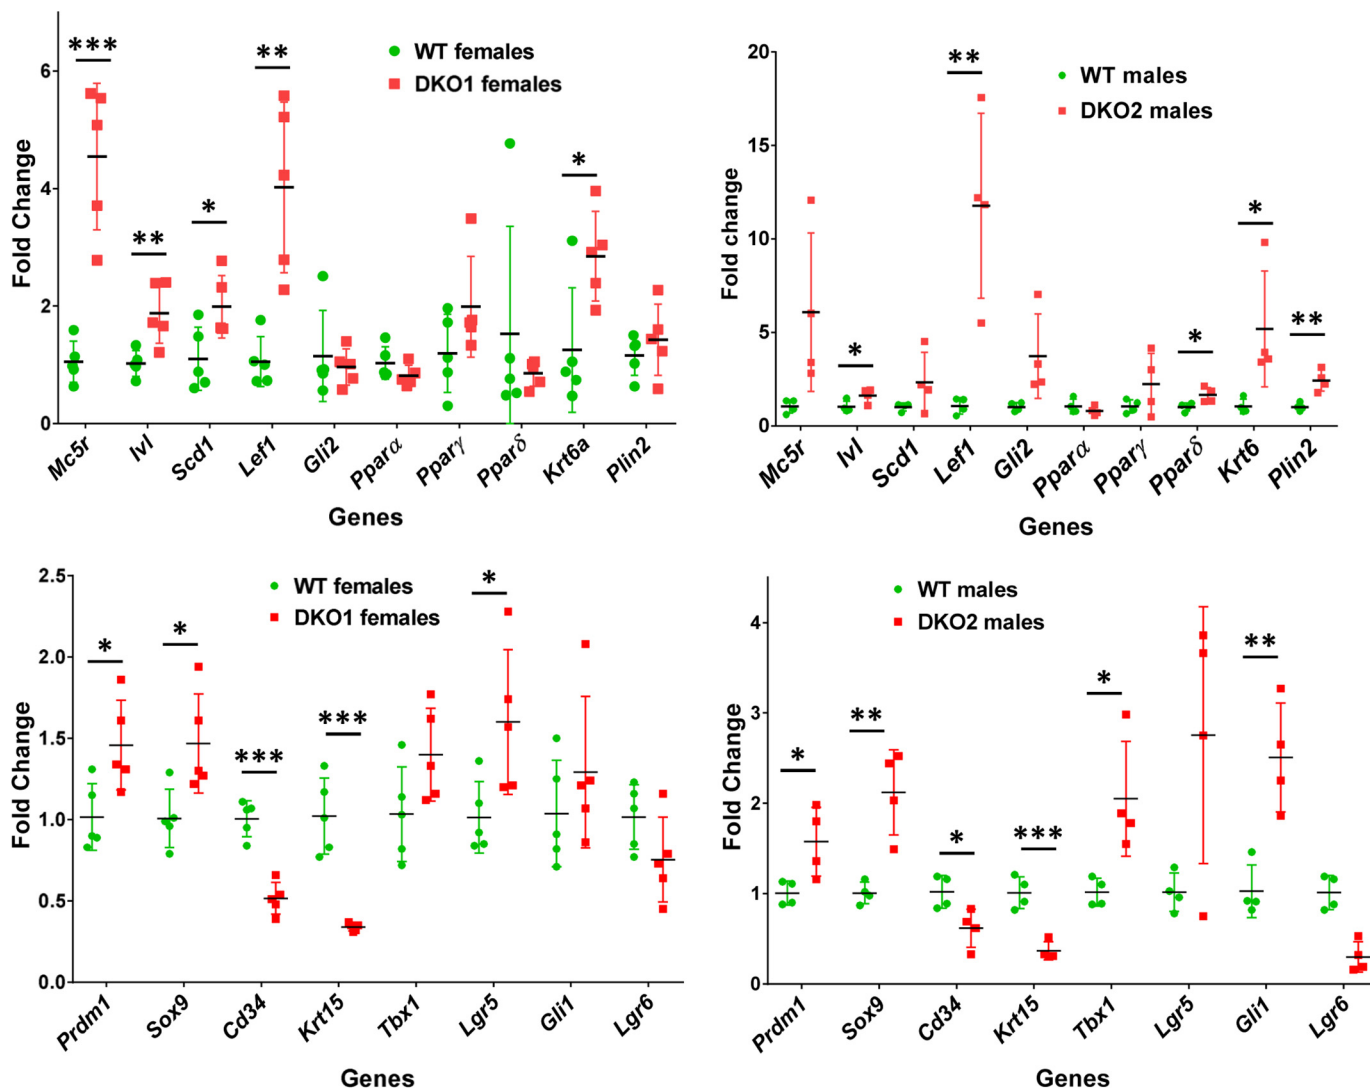 WT females
DKO1 females
Fold Change
6
4
2
0
***
**
*
**
*
Mc5r
Ivl
Scd1
Lef1
Gli2
Pparα
Pparγ
Pparδ
Krt6a
Plin2
Genes
WT males
DKO2 males
Fold change
20
15
10
5
0
*
**
*
*
**
Mc5r
Ivl
Scd1
Lef1
Gli2
Pparα
Pparγ
Pparδ
Krt6
Plin2
Genes
WT females
DKO1 females
Fold Change
2.5
2.0
1.5
1.0
0.5
0.0
*
*
***
***
*
Prdm1
Sox9
Cd34
Krt15
Tbx1
Lgr5
Gli1
Lgr6
Genes
WT males
DKO2 males
Fold Change
4
3
2
1
0
*
**
*
***
*
**
Prdm1
Sox9
Cd34
Krt15
Tbx1
Lgr5
Gli1
Lgr6
Genes